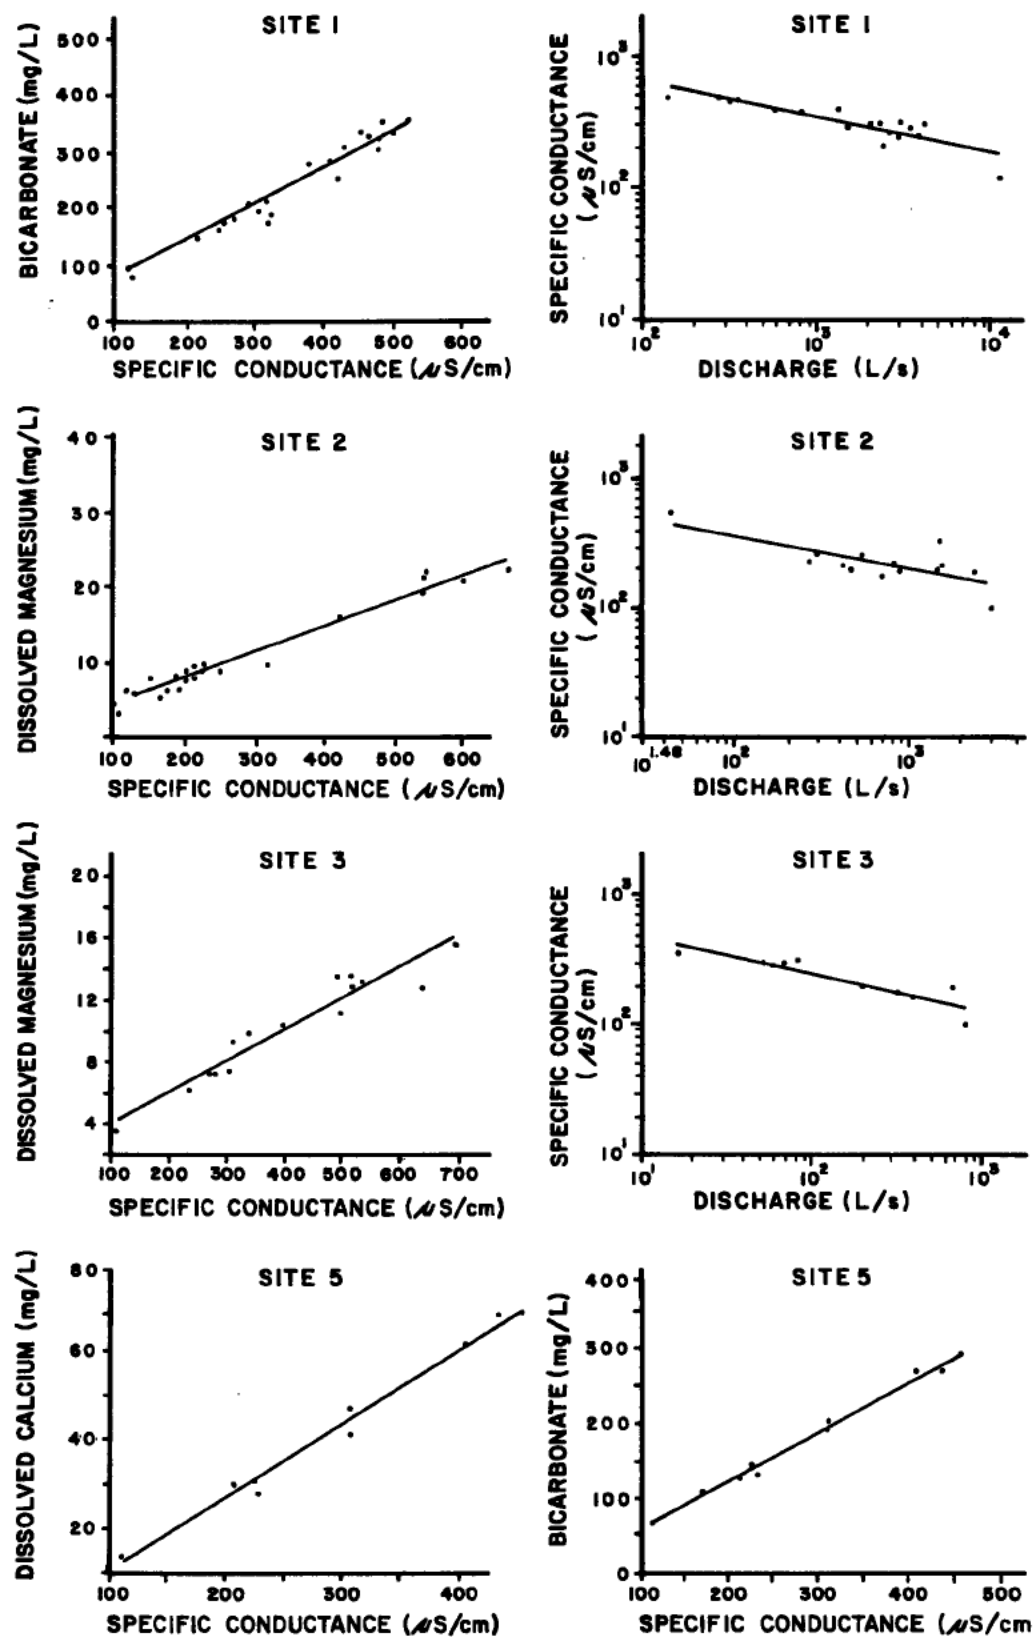 SITE 1
BICARBONATE (mg/L)
500
400
300
200
100
0
100 200 300 400 500 600
SPECIFIC CONDUCTANCE (µS/cm)
SITE 1
SPECIFIC CONDUCTANCE
(µS/cm)
10³
10²
10¹
10² 10³ 10⁴
DISCHARGE (L/s)
SITE 2
DISSOLVED MAGNESIUM (mg/L)
40
30
20
10
100 200 300 400 500 600
SPECIFIC CONDUCTANCE (µS/cm)
SITE 2
SPECIFIC CONDUCTANCE
(µS/cm)
10³
10²
10¹
10¹·⁴⁸ 10² 10³
DISCHARGE (L/s)
SITE 3
DISSOLVED MAGNESIUM (mg/L)
20
16
12
8
4
100 200 300 400 500 600 700
SPECIFIC CONDUCTANCE (µS/cm)
SITE 3
SPECIFIC CONDUCTANCE
(µS/cm)
10³
10²
10¹
10¹ 10² 10³
DISCHARGE (L/s)
SITE 5
DISSOLVED CALCIUM (mg/L)
80
60
40
20
100 200 300 400
SPECIFIC CONDUCTANCE (µS/cm)
SITE 5
BICARBONATE (mg/L)
400
300
200
100
0
100 200 300 400 500
SPECIFIC CONDUCTANCE (µS/cm